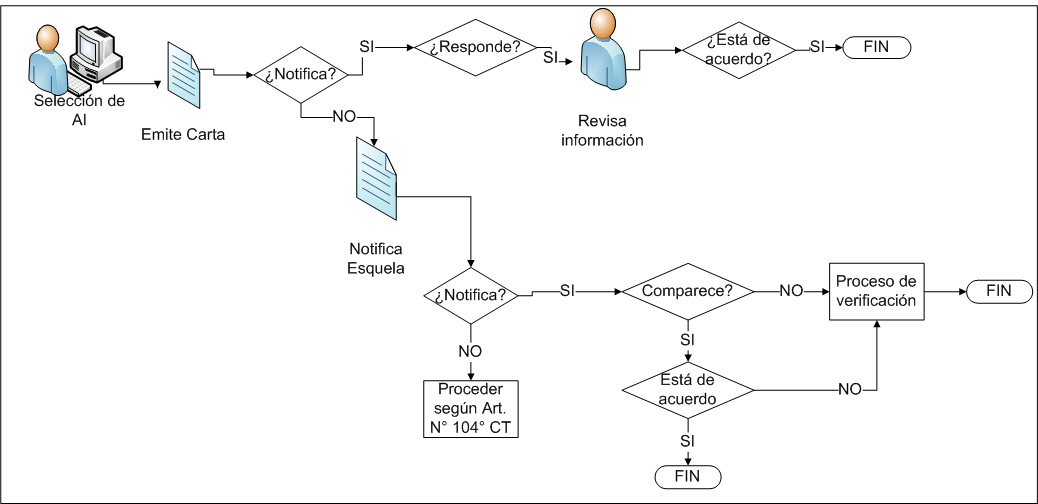 Selección de
AI
Emite Carta
¿Notifica?
SI
¿Responde?
SI
Revisa
información
¿Está de
acuerdo?
SI
FIN
NO
Notifica
Esquela
¿Notifica?
SI
Comparece?
NO
Proceso de
verificación
FIN
NO
Proceder
según Art.
N° 104° CT
SI
Está de
acuerdo
NO
SI
FIN